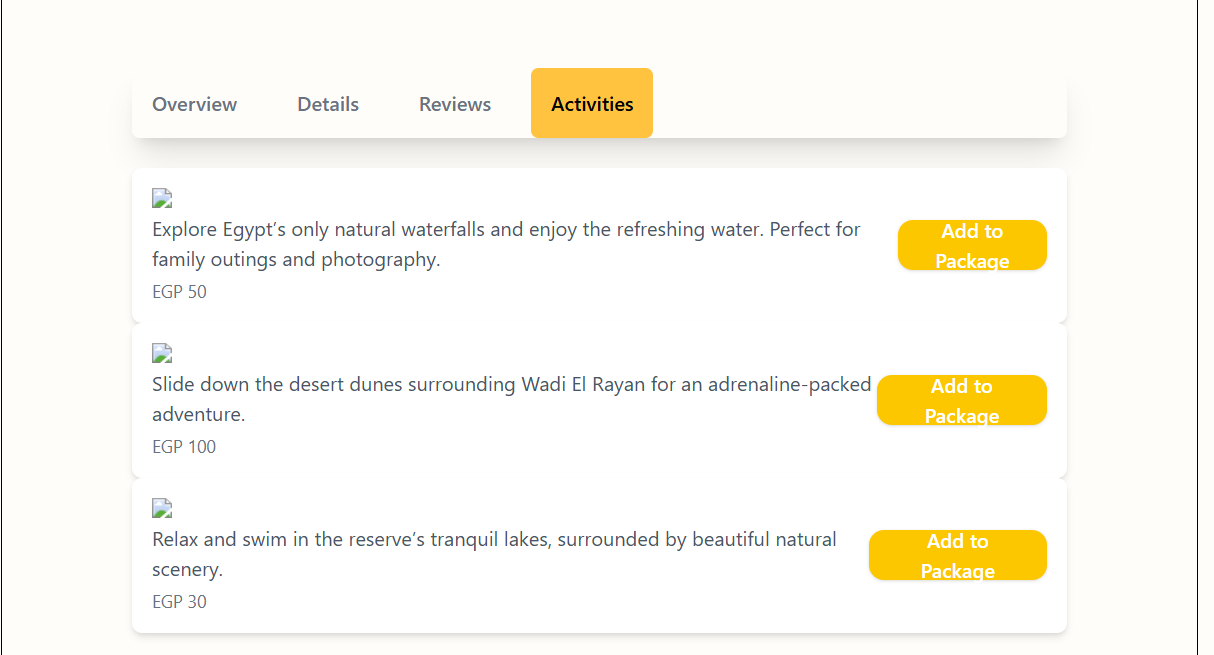 Overview Details Reviews Activities
Explore Egypt’s only natural waterfalls and enjoy the refreshing water. Perfect for
family outings and photography.
EGP 50
Add to
Package
Slide down the desert dunes surrounding Wadi El Rayan for an adrenaline-packed
adventure.
EGP 100
Add to
Package
Relax and swim in the reserve’s tranquil lakes, surrounded by beautiful natural
scenery.
EGP 30
Add to
Package